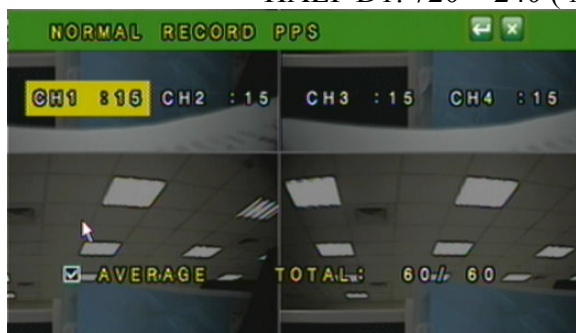 NORMAL RECORD PPS
CH1 :15 CH2 :15 CH3 :15 CH4 :15
AVERAGE TOTAL: 60/ 60